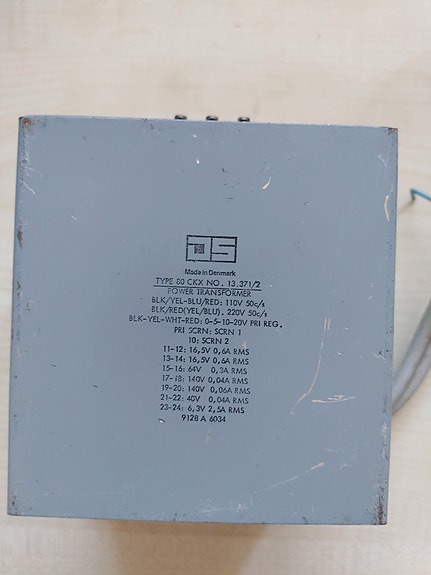 JS
Made in Denmark
TYPE 80 CKX NO. 13.371/2
POWER TRANSFORMER
BLK/YEL-BLU/RED: 110V 50c/s
BLK/RED(YEL/BLU). 220V 50c/s
BLK-YEL-WHT-RED: 0-5-10-20V PRI REG.
PRI SCRN: SCRN 1
10: SCRN 2
11-12: 16,5V 0,6A RMS
13-14: 16,5V 0,6A RMS
15-16: 64V 0,3A RMS
17-18: 140V 0,04A RMS
19-20: 140V 0,06A RMS
21-22: 40V 0,04A RMS
23-24: 6,3V 2,5A RMS
9128 A 6034